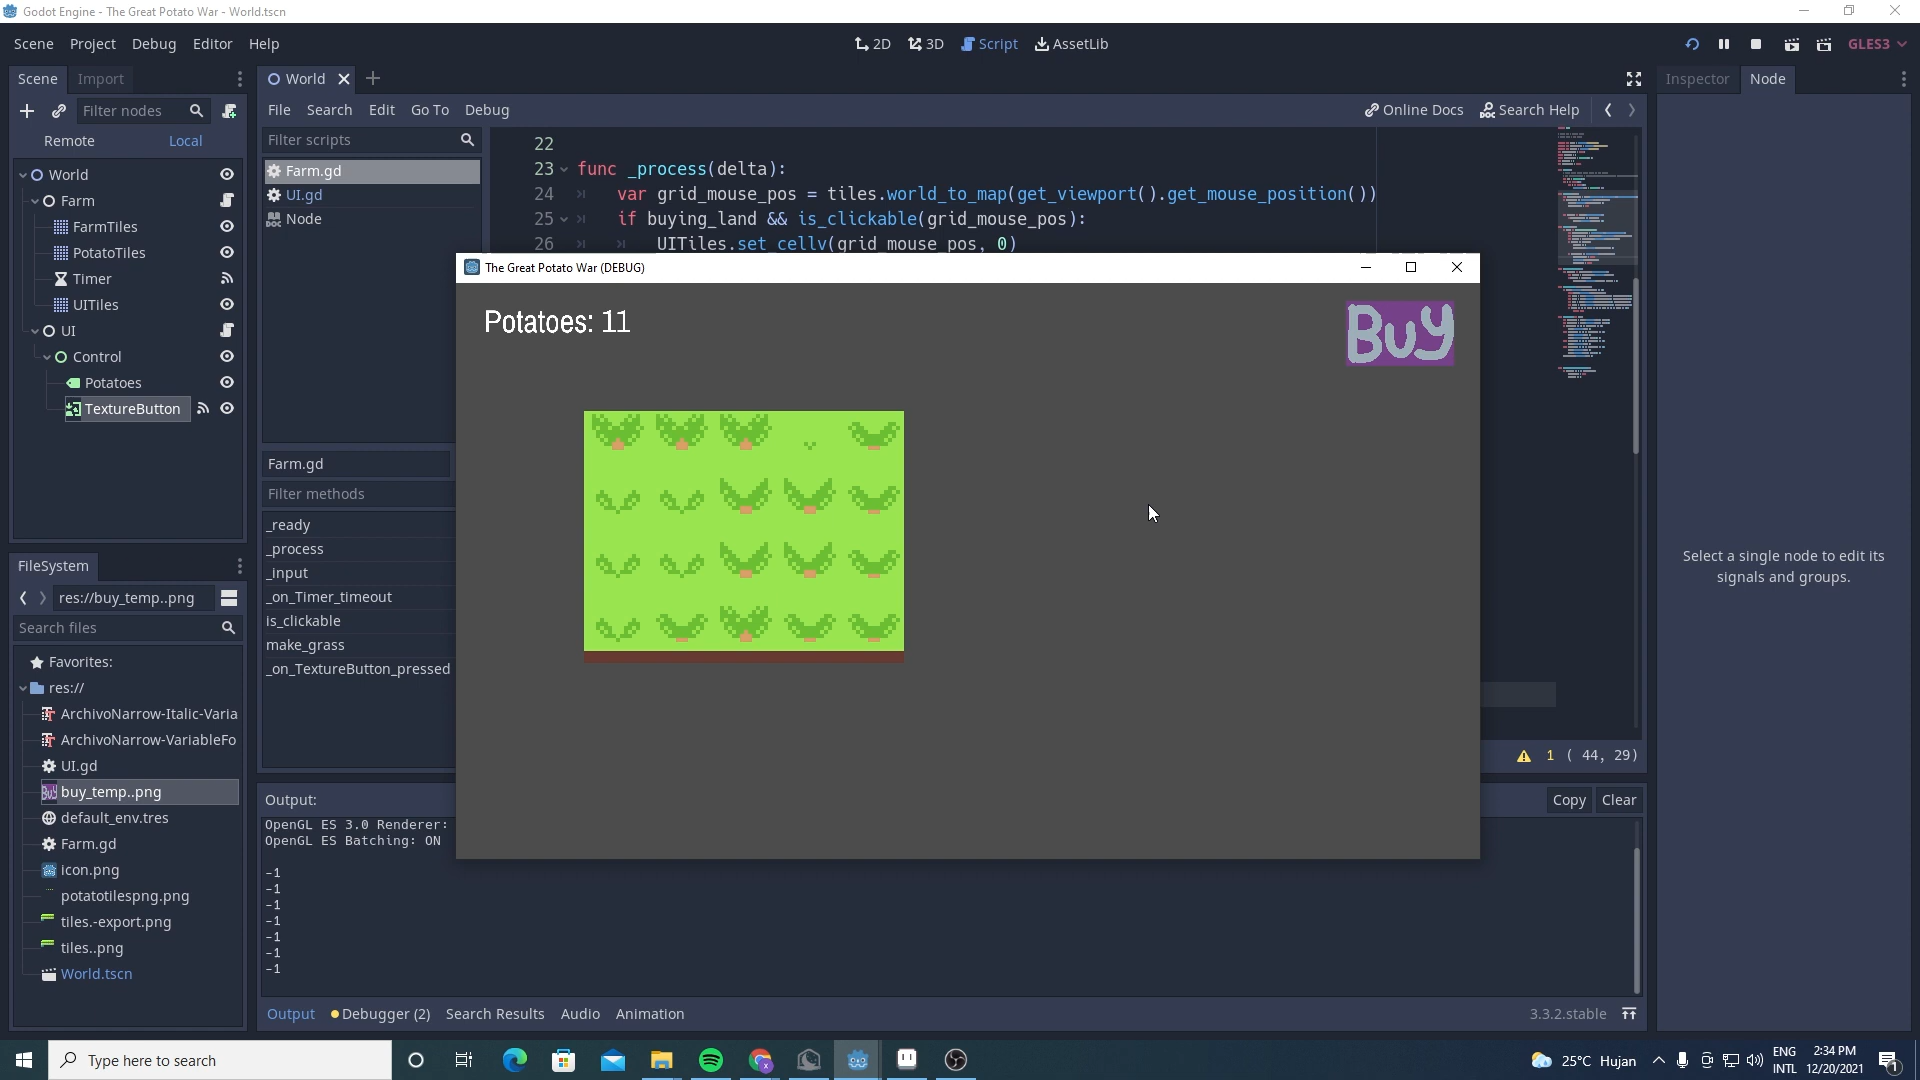 Godot Engine - The Great Potato War - World.tscn
Scene Project Debug Editor Help
2D 3D Script AssetLib
GLES3
Scene Import
World
Inspector Node
Filter nodes
File Search Edit Go To Debug
Online Docs Search Help
Remote Local
Filter scripts
Farm.gd
UI.gd
Node
22
23 func _process(delta):
24 var grid_mouse_pos = tiles.world_to_map(get_viewport().get_mouse_position())
25 if buying_land && is_clickable(grid_mouse_pos):
26 UITiles.set_cellv(grid_mouse_pos, 0)
World
Farm
FarmTiles
PotatoTiles
Timer
UITiles
UI
Control
Potatoes
TextureButton
The Great Potato War (DEBUG)
Potatoes: 11
Buy
Farm.gd
Filter methods
_ready
_process
_input
_on_Timer_timeout
is_clickable
make_grass
_on_TextureButton_pressed
Select a single node to edit its
signals and groups.
1 ( 44, 29)
FileSystem
res://buy_temp..png
Search files
Favorites:
res://
ArchivoNarrow-Italic-Varia
ArchivoNarrow-VariableFo
UI.gd
buy_temp..png
default_env.tres
Farm.gd
icon.png
potatotilespng.png
tiles.-export.png
tiles..png
World.tscn
Output:
Copy Clear
OpenGL ES 3.0 Renderer:
OpenGL ES Batching: ON
-1
-1
-1
-1
-1
-1
-1
Output Debugger (2) Search Results Audio Animation
3.3.2.stable
Type here to search
25°C Hujan
ENG
INTL
2:34 PM
12/20/2021
1